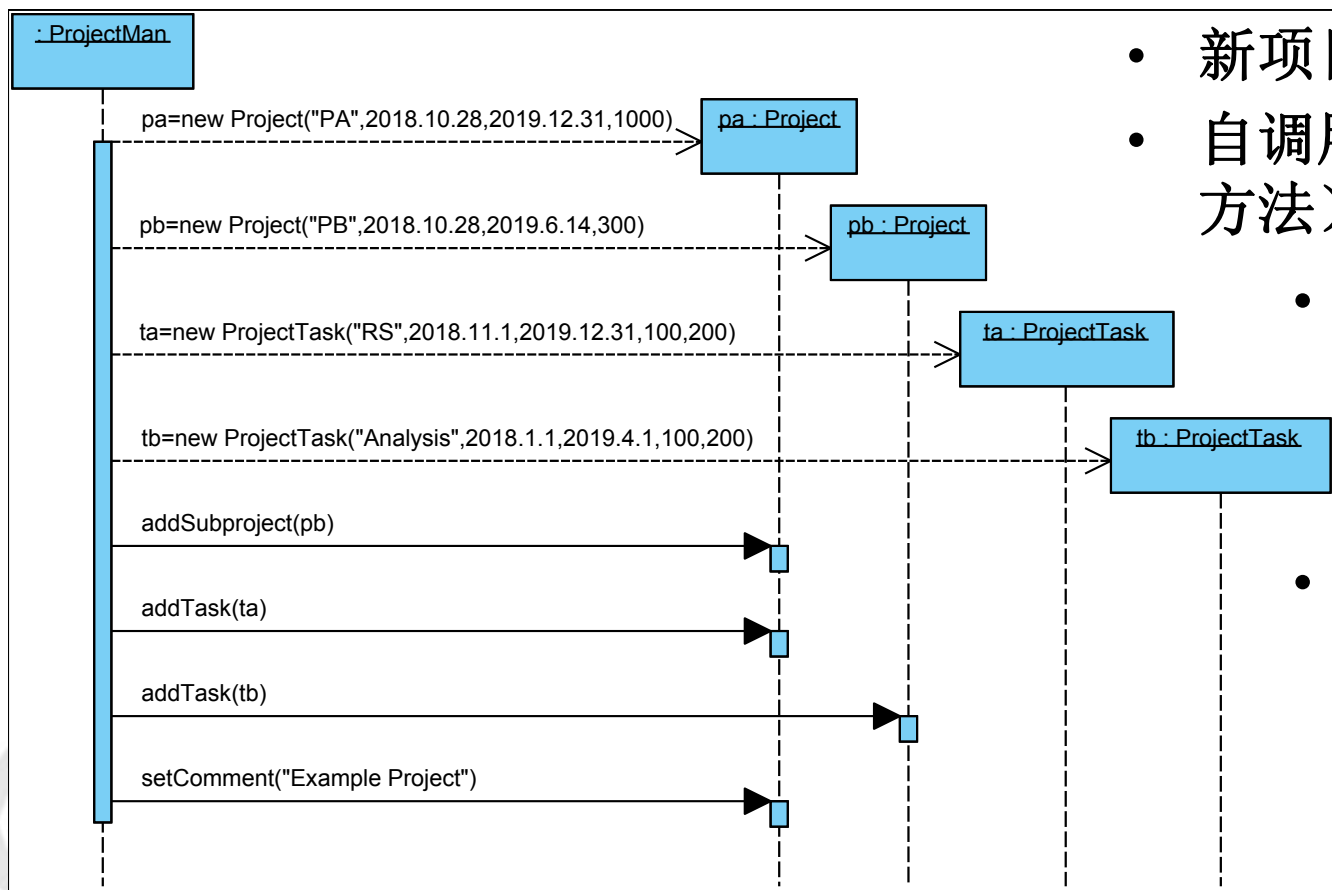 : ProjectMan
pa=new Project("PA",2018.10.28,2019.12.31,1000)
pa : Project
pb=new Project("PB",2018.10.28,2019.6.14,300)
pb : Project
ta=new ProjectTask("RS",2018.11.1,2019.12.31,100,200)
ta : ProjectTask
tb=new ProjectTask("Analysis",2018.1.1,2019.4.1,100,200)
tb : ProjectTask
addSubproject(pb)
addTask(ta)
addTask(tb)
setComment("Example Project")
• 新项
• 自调
方法）
•
•